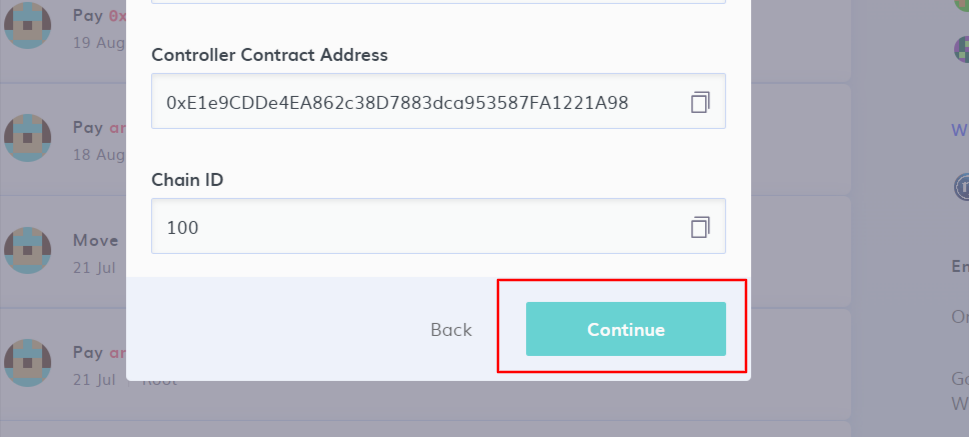 Pay 0x
19 Aug
Controller Contract Address
0xE1e9CDDe4EA862c38D7883dca953587FA1221A98
Pay ar
18 Aug
W
Chain ID
100
Move
21 Jul
En
Back
Continue
Pay ar
21 Jul
Root
Or
Go
W